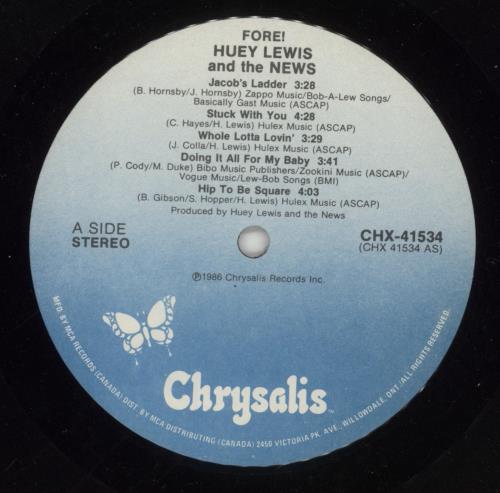 FORE!
HUEY LEWIS
and the NEWS
Jacob's Ladder 3:28
(B. Hornsby/J. Hornsby) Zappo Music/Bob-A-Lew Songs/
Basically Gast Music (ASCAP)
Stuck With You 4:28
(C. Hayes/H. Lewis) Hulex Music (ASCAP)
Whole Lotta Lovin' 3:29
(J. Colla/H. Lewis) Hulex Music (ASCAP)
Doing It All For My Baby 3:41
(P. Cody/M. Duke) Bibo Music Publishers/Zookini Music (ASCAP)/
Vogue Music/Lew-Bob Songs (BMI)
Hip To Be Square 4:03
(B. Gibson/S. Hopper/H. Lewis) Hulex Music (ASCAP)
Produced by Huey Lewis and the News
A SIDE
STEREO
CHX-41534
(CHX 41534 AS)
℗1986 Chrysalis Records Inc.
Chrysalis™
MFD. BY MCA RECORDS (CANADA) DIST. BY MCA DISTRIBUTING (CANADA) 2450 VICTORIA PK. AVE., WILLOWDALE, ONT./ALL RIGHTS RESERVED.